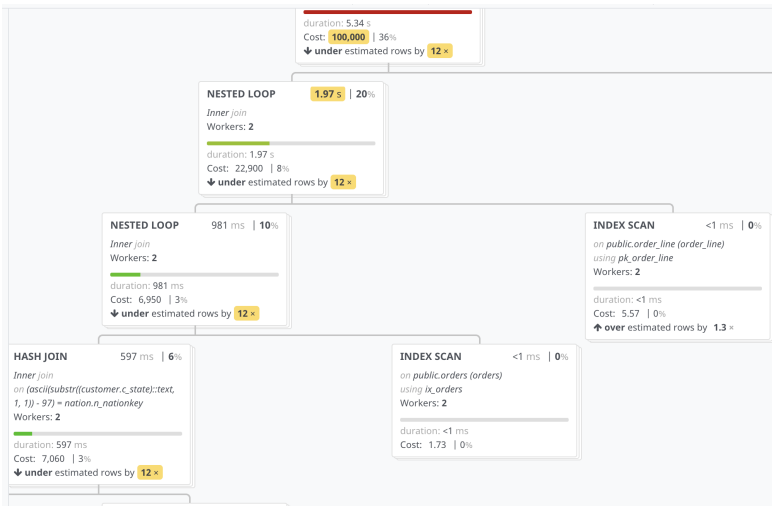 duration: 5.34 s
Cost: 100,000 | 36%
↓ under estimated rows by 12 ×
NESTED LOOP 1.97 s | 20%
Inner join
Workers: 2
duration: 1.97 s
Cost: 22,900 | 8%
↓ under estimated rows by 12 ×
NESTED LOOP 981 ms | 10%
Inner join
Workers: 2
duration: 981 ms
Cost: 6,950 | 3%
↓ under estimated rows by 12 ×
INDEX SCAN <1 ms | 0%
on public.order_line (order_line)
using pk_order_line
Workers: 2
duration: <1 ms
Cost: 5.57 | 0%
↑ over estimated rows by 1.3 ×
HASH JOIN 597 ms | 6%
Inner join
on (ascii(substr((customer.c_state)::text,
1, 1)) - 97) = nation.n_nationkey
Workers: 2
duration: 597 ms
Cost: 7,060 | 3%
↓ under estimated rows by 12 ×
INDEX SCAN <1 ms | 0%
on public.orders (orders)
using ix_orders
Workers: 2
duration: <1 ms
Cost: 1.73 | 0%